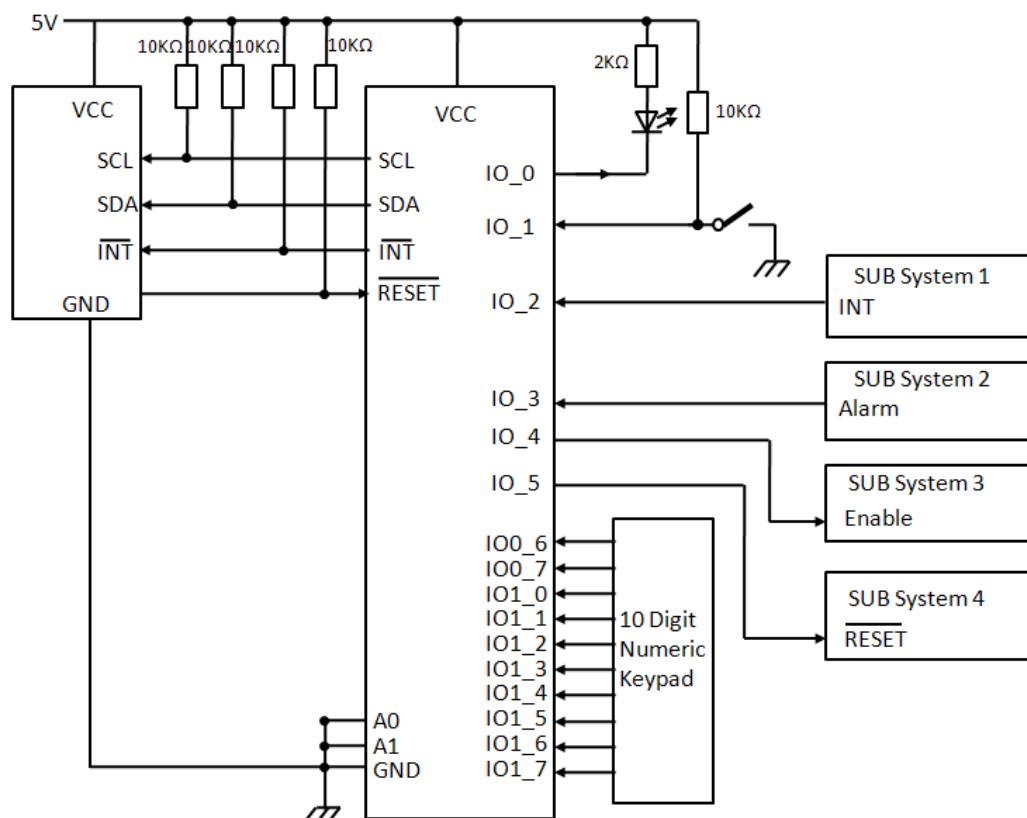 5V
10KΩ 10KΩ 10KΩ
10KΩ
2KΩ
10KΩ
VCC
SCL
SDA
INT
GND
VCC
SCL
SDA
INT
RESET
A0
A1
GND
IO_0
IO_1
IO_2
IO_3
IO_4
IO_5
IO0_6
IO0_7
IO1_0
IO1_1
IO1_2
IO1_3
IO1_4
IO1_5
IO1_6
IO1_7
10 Digit
Numeric
Keypad
SUB System 1
INT
SUB System 2
Alarm
SUB System 3
Enable
SUB System 4
RESET